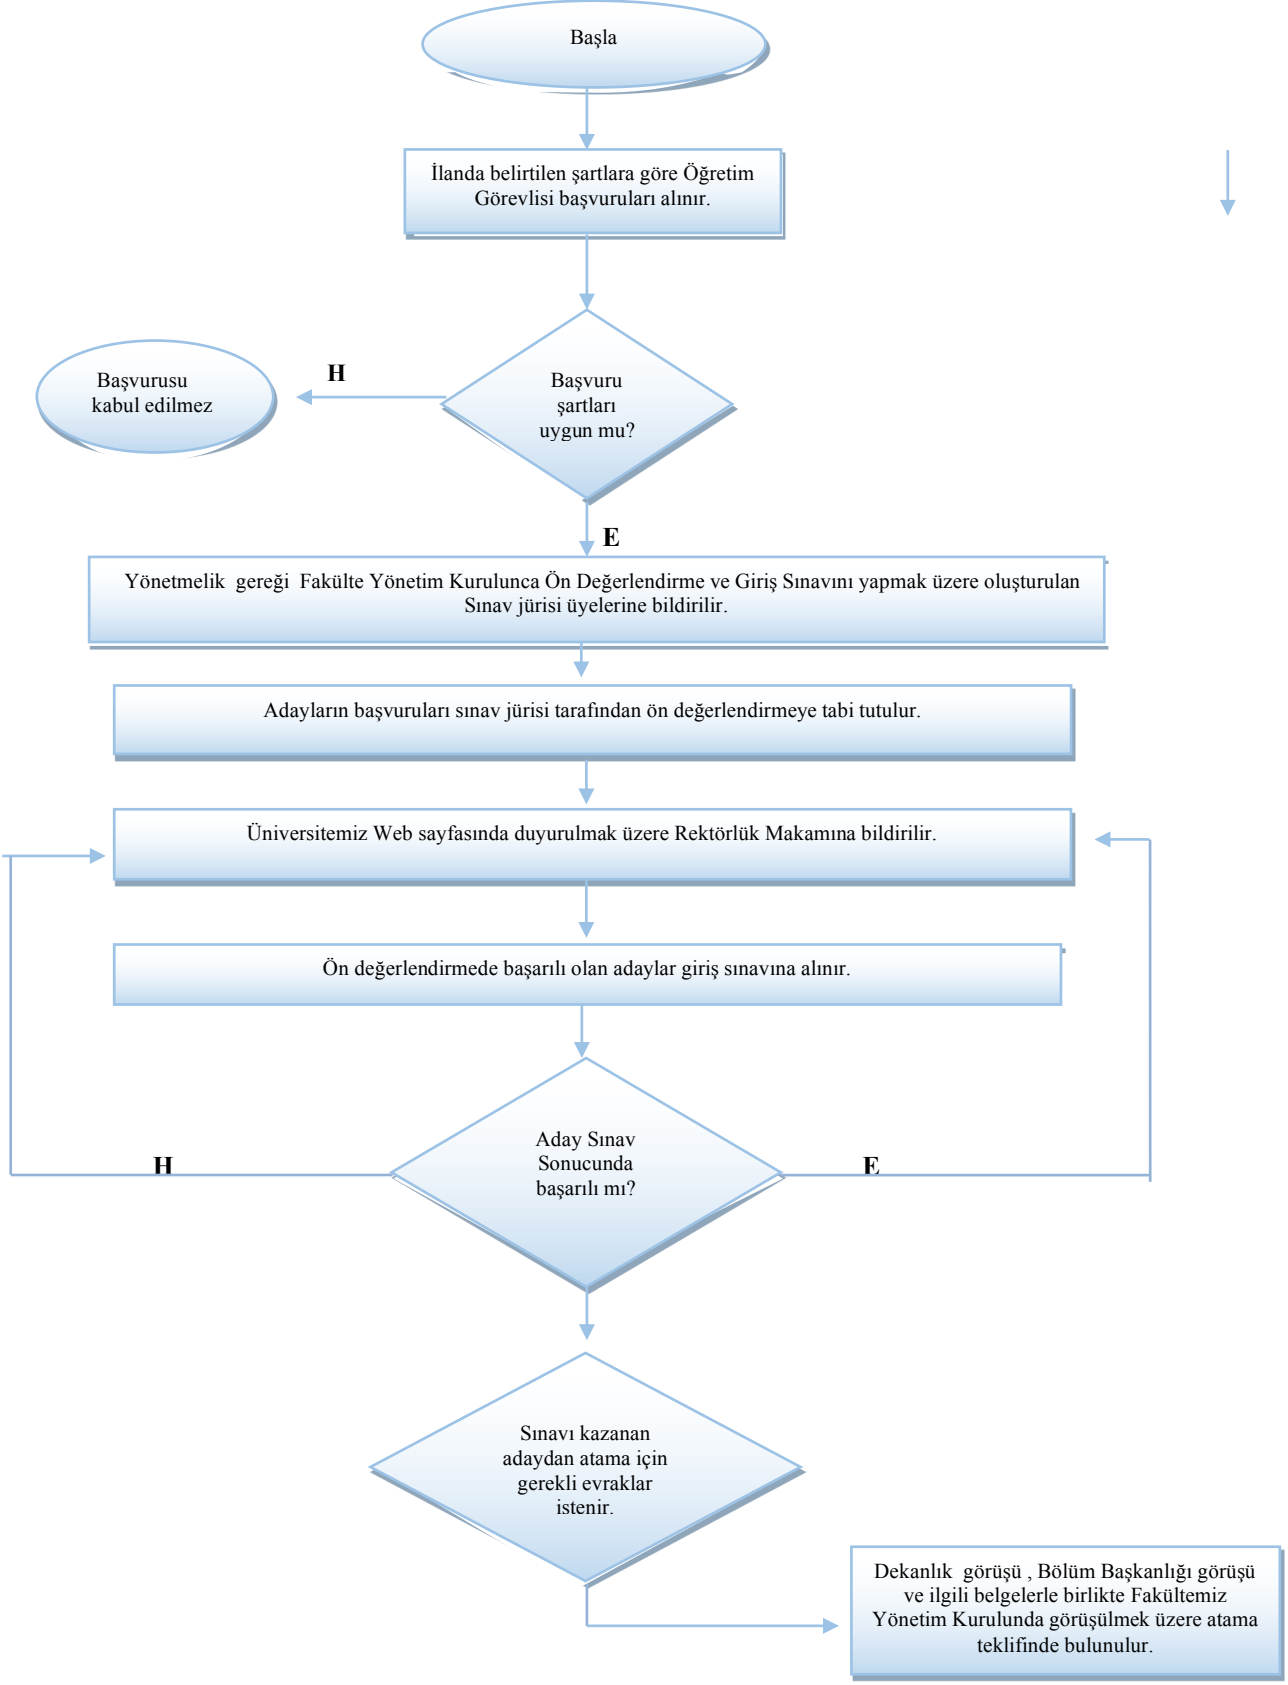 Başla
İlanda belirtilen şartlara göre Öğretim
Görevlisi başvuruları alınır.
H
Başvurusu
kabul edilmez
Başvuru
şartları
uygun mu?
E
Yönetmelik gereği Fakülte Yönetim Kurulunca Ön Değerlendirme ve Giriş Sınavını yapmak üzere oluşturulan
Sınav jürisi üyelerine bildirilir.
Adayların başvuruları sınav jürisi tarafından ön değerlendirmeye tabi tutulur.
Üniversitemiz Web sayfasında duyurulmak üzere Rektörlük Makamına bildirilir.
Ön değerlendirmede başarılı olan adaylar giriş sınavına alınır.
Aday Sınav
Sonucunda
başarılı mı?
H
E
Sınavı kazanan
adaydan atama için
gerekli evraklar
istenir.
Dekanlık görüşü , Bölüm Başkanlığı görüşü
ve ilgili belgelerle birlikte Fakültemiz
Yönetim Kurulunda görüşülmek üzere atama
teklifinde bulunulur.